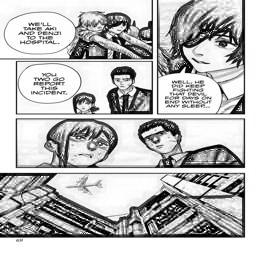 WE'LL
TAKE AKI
AND DENJI
TO THE
HOSPITAL.
YOU
TWO GO
REPORT
THIS
INCIDENT.
WELL, HE
DID KEEP
FIGHTING
THAT DEVIL
FOR DAYS ON
END WITHOUT
ANY SLEEP...